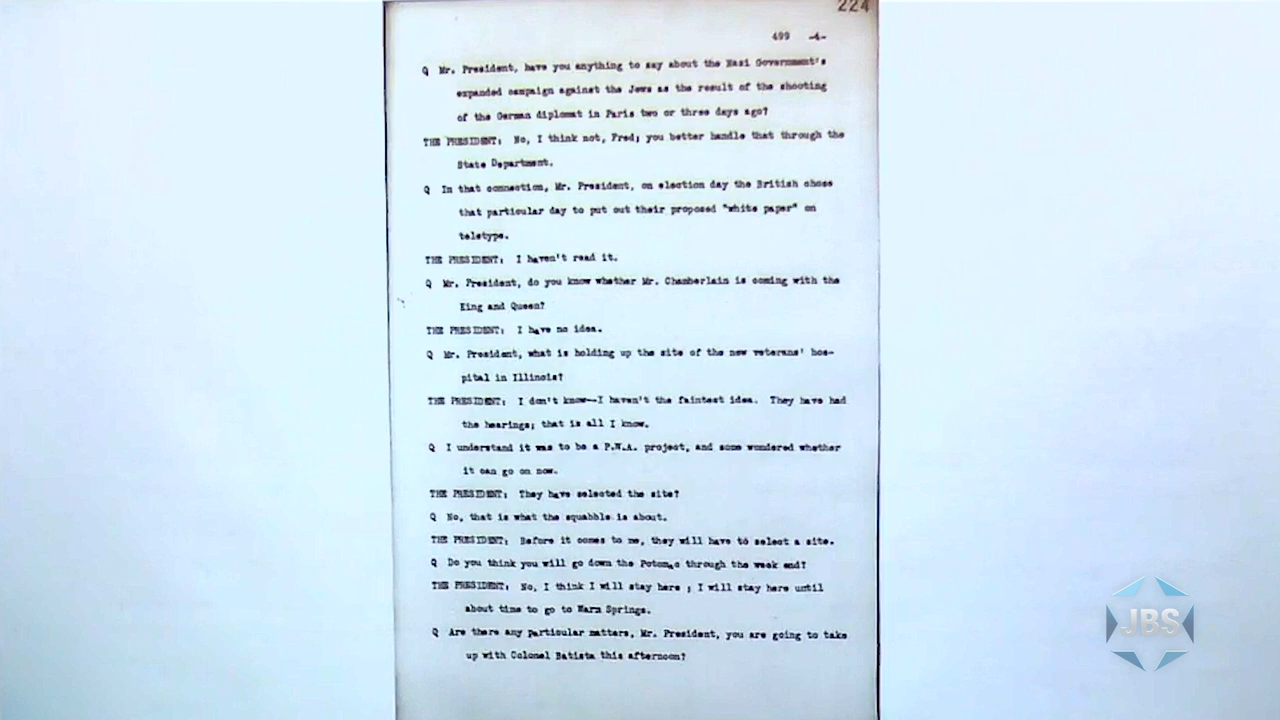 224
499 -4-
Q Mr. President, have you anything to say about the Nazi Government's
expanded campaign against the Jews as the result of the shooting
of the German diplomat in Paris two or three days ago?
THE PRESIDENT: No, I think not, Fred; you better handle that through the
State Department.
Q In that connection, Mr. President, on election day the British chose
that particular day to put out their proposed "white paper" on
teletype.
THE PRESIDENT: I haven't read it.
Q Mr. President, do you know whether Mr. Chamberlain is coming with the
King and Queen?
THE PRESIDENT: I have no idea.
Q Mr. President, what is holding up the site of the new veterans' hos-
pital in Illinois?
THE PRESIDENT: I don't know--I haven't the faintest idea. They have had
the hearings; that is all I know.
Q I understand it was to be a P.W.A. project, and some wondered whether
it can go on now.
THE PRESIDENT: They have selected the site?
Q No, that is what the squabble is about.
THE PRESIDENT: Before it comes to me, they will have to select a site.
Q Do you think you will go down the Potomac through the week end?
THE PRESIDENT: No, I think I will stay here ; I will stay here until
about time to go to Warm Springs.
Q Are there any particular matters, Mr. President, you are going to take
up with Colonel Batista this afternoon?
JBS